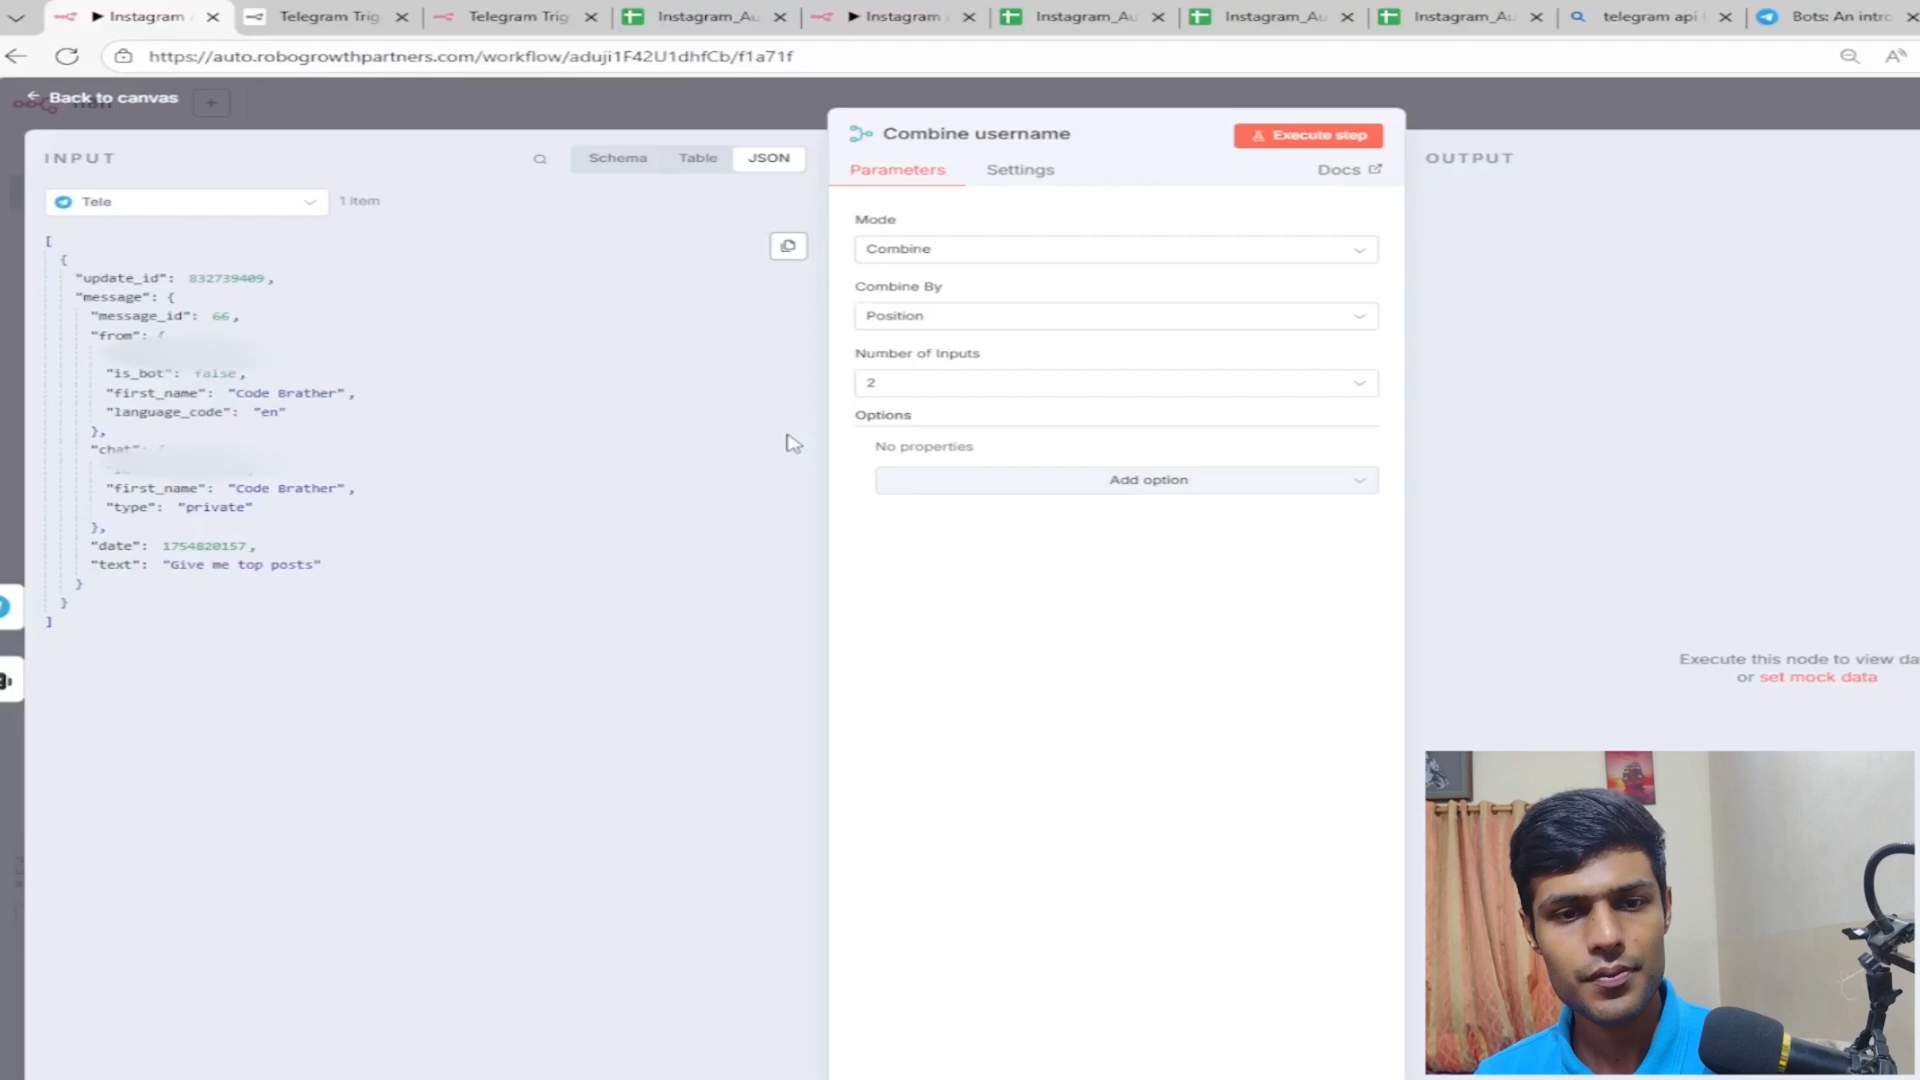 Instagram
Telegram Trig
Telegram Trig
Instagram_Au
Instagram
Instagram_Au
Instagram_Au
Instagram_Au
telegram api
Bots: An intro
https://auto.robogrowthpartners.com/workflow/aduji1F42U1dhfCb/f1a71f
Back to canvas
INPUT
Schema
Table
JSON
Tele
1 item
[
{
"update_id": 832739409,
"message": {
"message_id": 66,
"from": {
"is_bot": false,
"first_name": "Code Brather",
"language_code": "en"
},
"chat": {
"first_name": "Code Brather",
"type": "private"
},
"date": 1754820157,
"text": "Give me top posts"
}
}
]
Combine username
Execute step
Parameters
Settings
Docs
Mode
Combine
Combine By
Position
Number of Inputs
2
Options
No properties
Add option
OUTPUT
Execute this node to view da
or set mock data